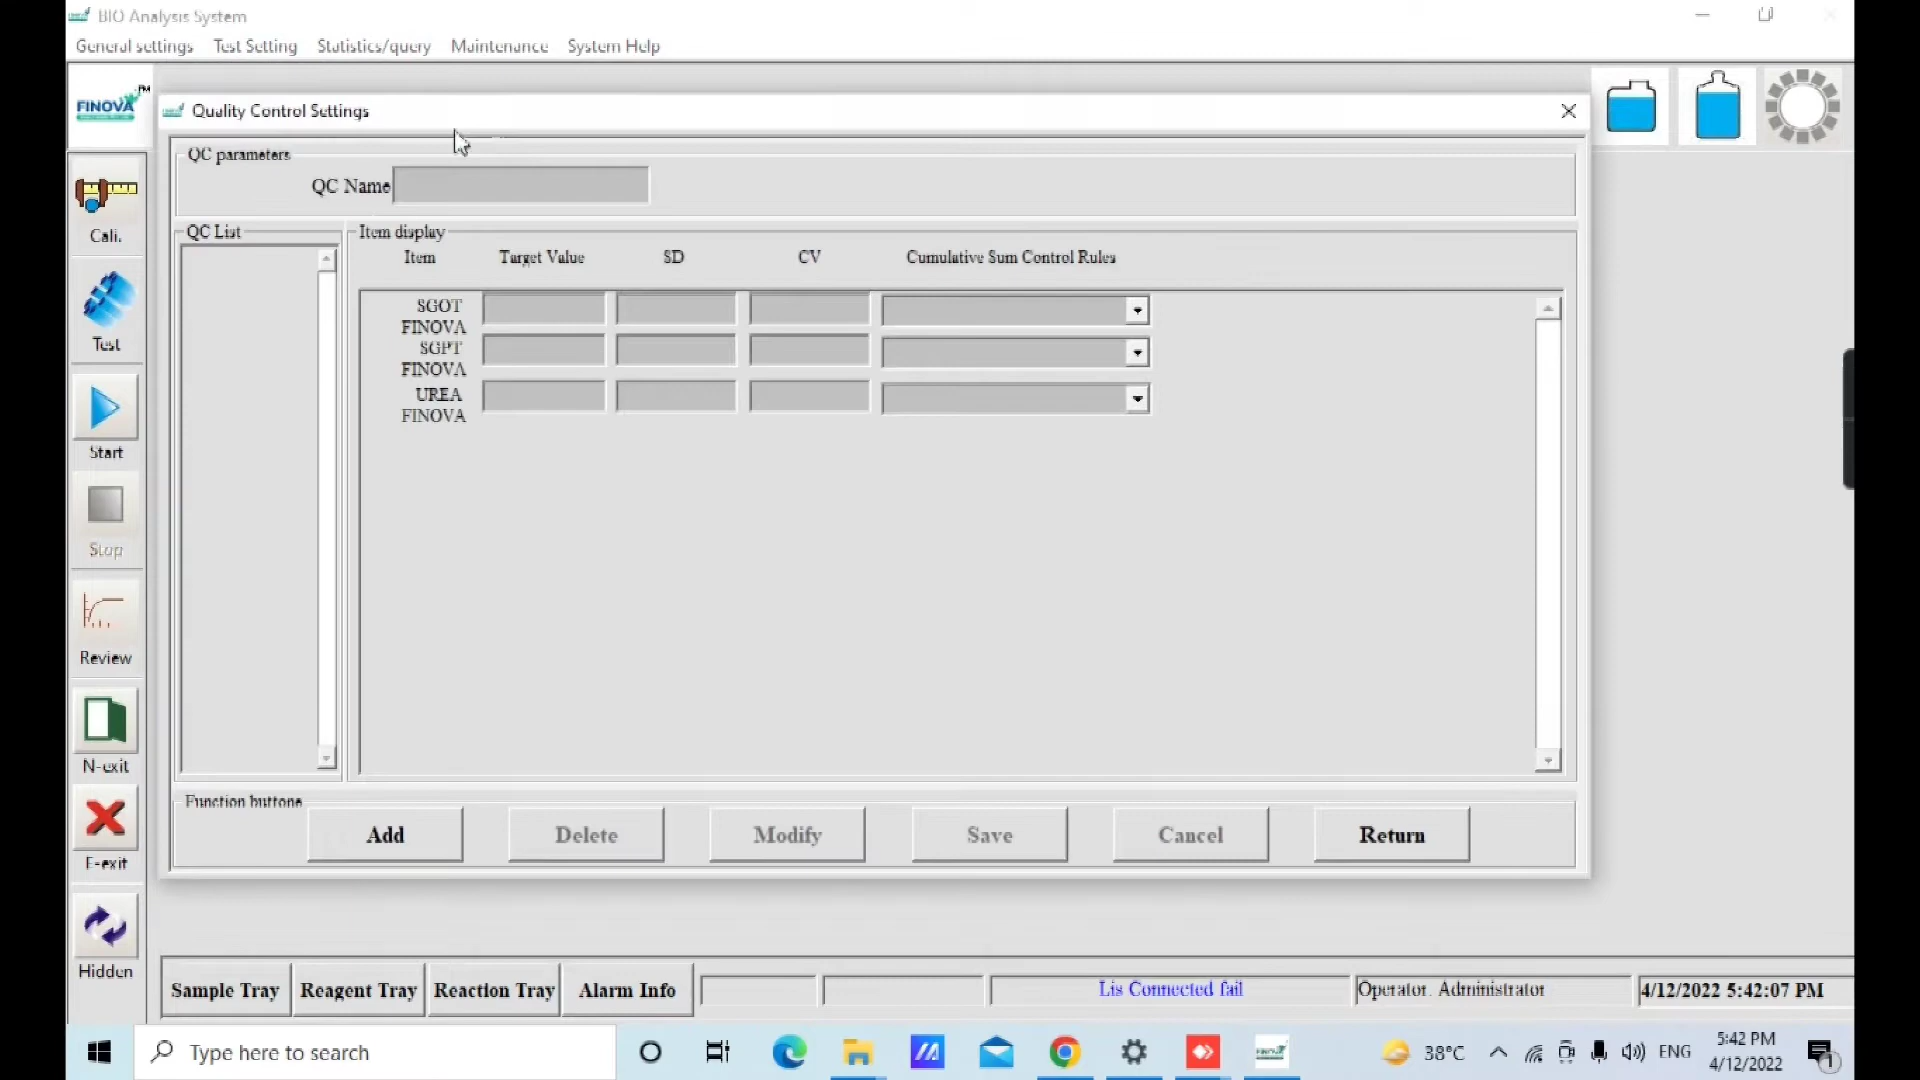 BIO Analysis System
General settings Test Setting Statistics/query Maintenance System Help
FINOVA TM
Quality Control Settings
QC parameters
QC Name
QC List
Item display
Item Target Value SD CV Cumulative Sum Control Rules
SGOT
FINOVA
SGPT
FINOVA
UREA
FINOVA
Cali.
Test
Start
Stop
Review
N-exit
E-exit
Hidden
Function buttons
Add Delete Modify Save Cancel Return
Sample Tray Reagent Tray Reaction Tray Alarm Info Lis Connected fail Operator: Administrator 4/12/2022 5:42:07 PM
Type here to search
38°C ENG
5:42 PM
4/12/2022
1